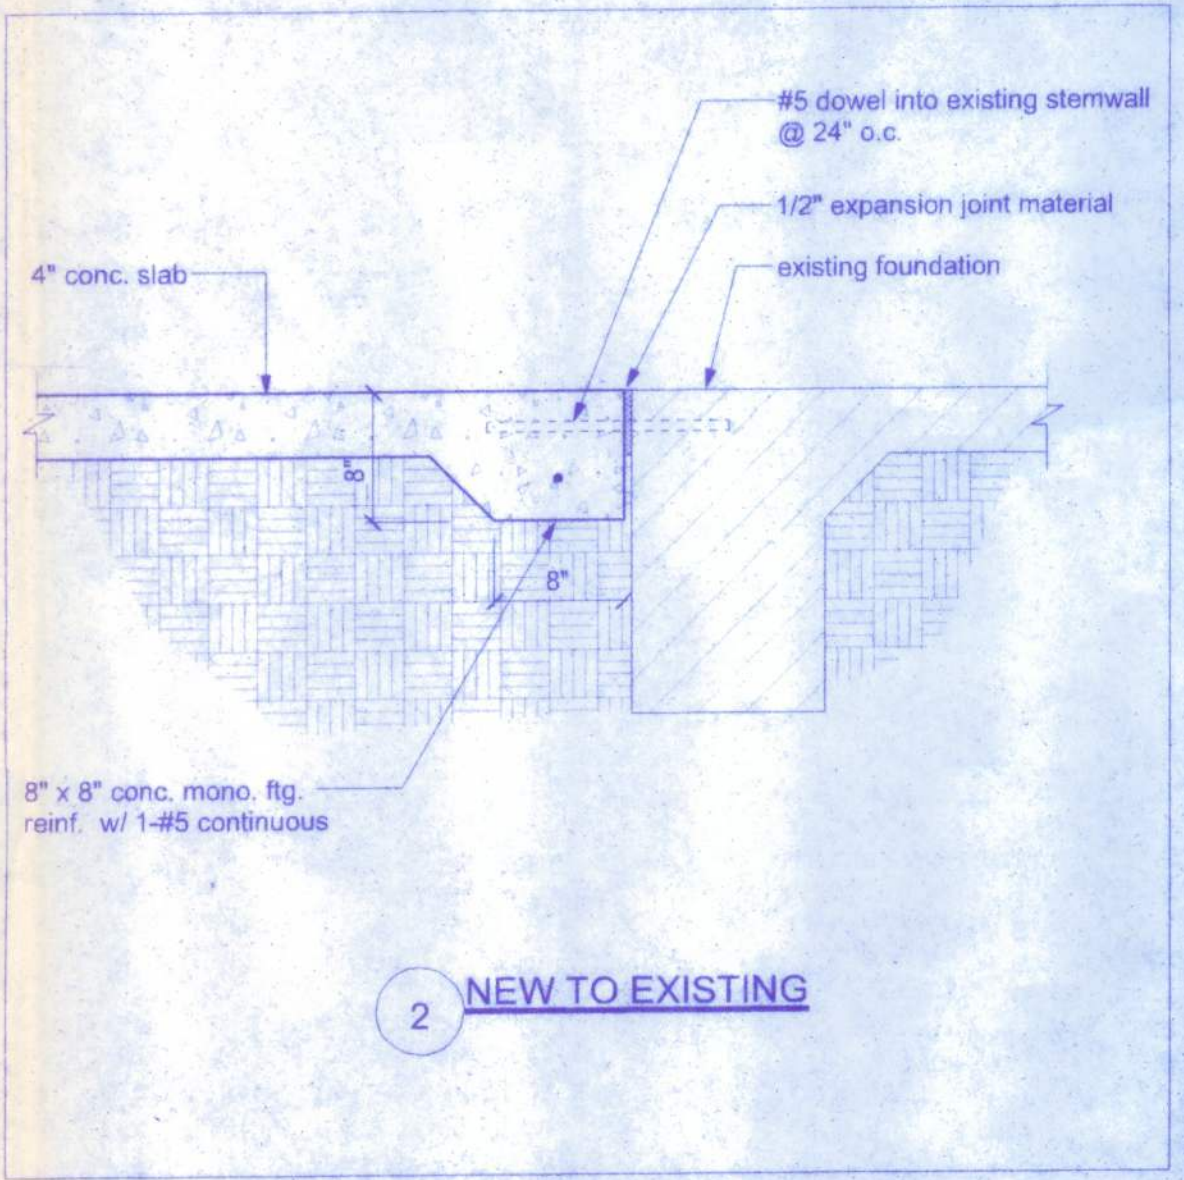 #5 dowel into existing stemwall
@ 24" o.c.
1/2" expansion joint material
existing foundation
4" conc. slab
8"
8"
8" x 8" conc. mono. ftg.
reinf. w/ 1-#5 continuous
2
NEW TO EXISTING